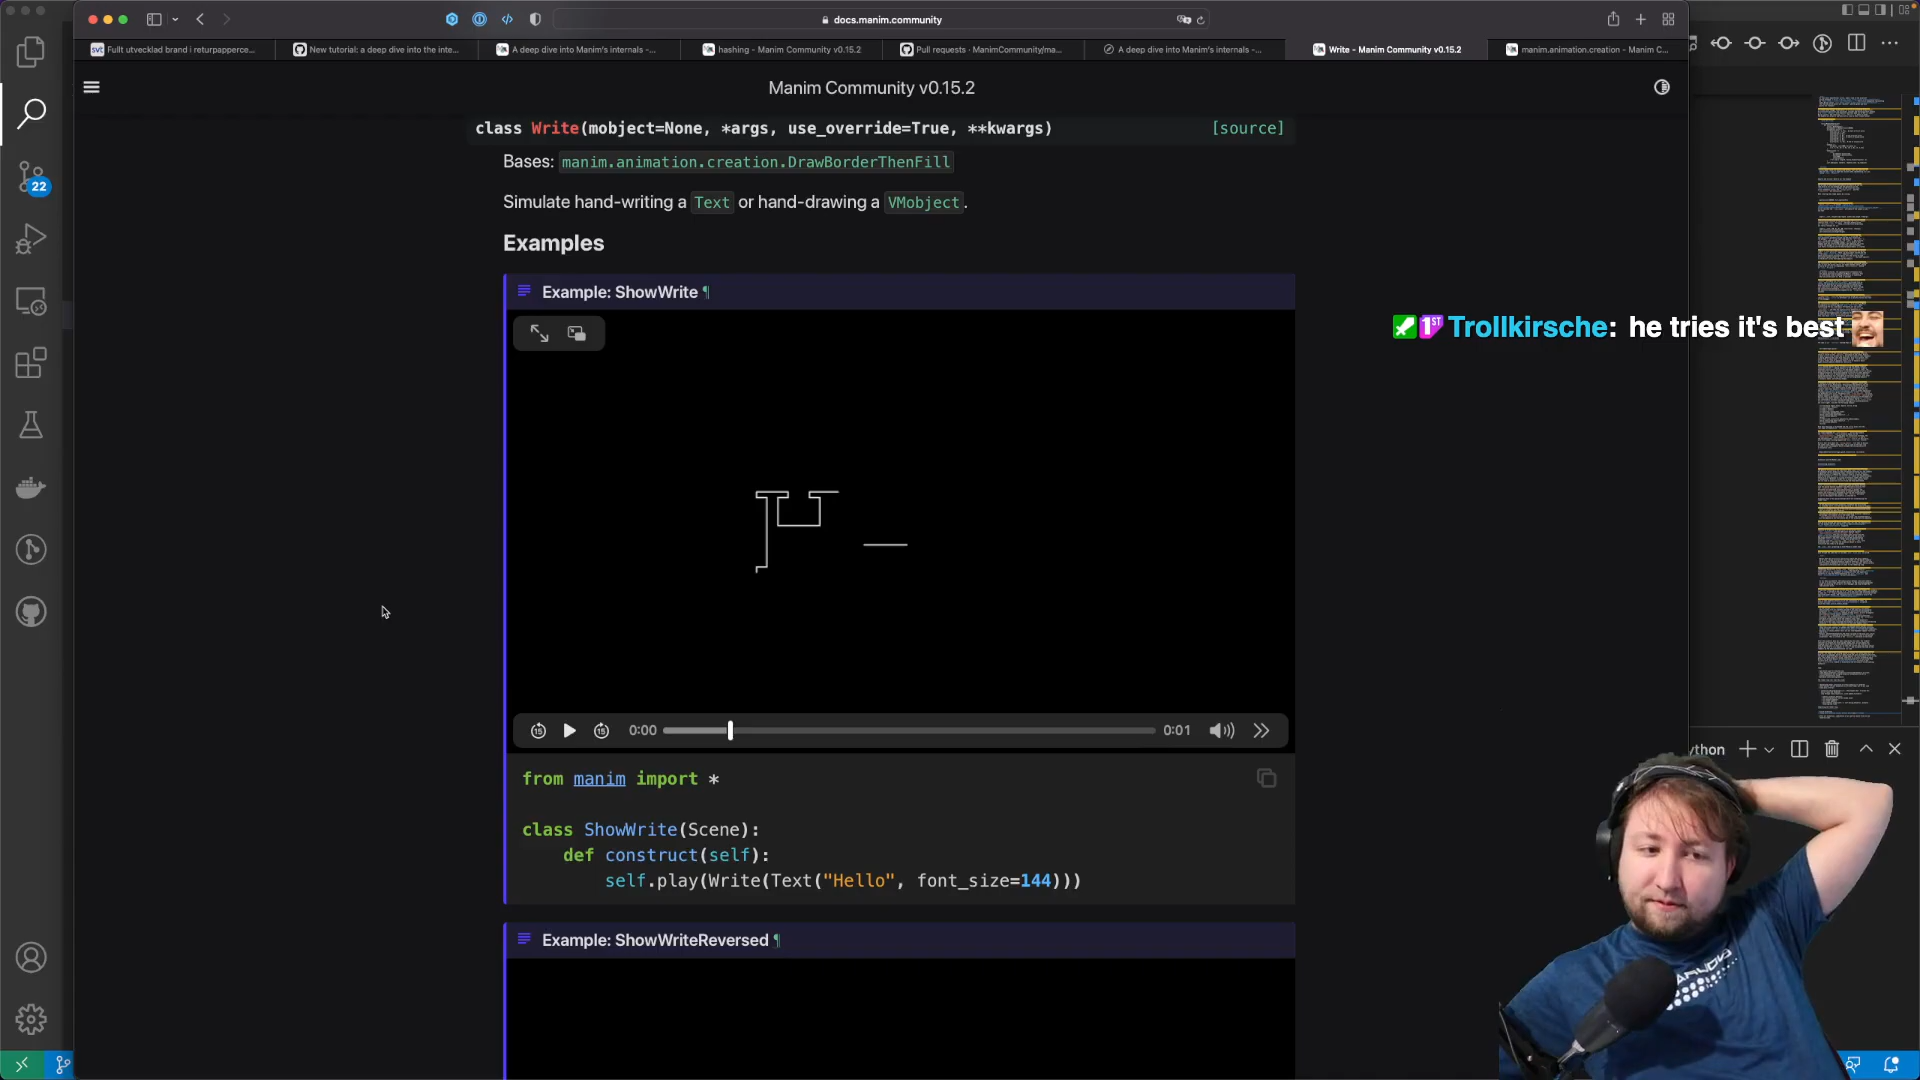 docs.manim.community
Fullt utvecklad brand i returpapperce...
New tutorial: a deep dive into the inte...
A deep dive into Manim's internals -...
hashing - Manim Community v0.15.2
Pull requests · ManimCommunity/ma...
A deep dive into Manim's internals -...
Write - Manim Community v0.15.2
manim.animation.creation - Manim C...
Manim Community v0.15.2
class Write(mobject=None, *args, use_override=True, **kwargs)
[source]
Bases: manim.animation.creation.DrawBorderThenFill
Simulate hand-writing a Text or hand-drawing a VMobject.
Examples
Example: ShowWrite ¶
Trollkirsche: he tries it's best
22
0:00
0:01
ython
from manim import *
class ShowWrite(Scene):
def construct(self):
self.play(Write(Text("Hello", font_size=144)))
Example: ShowWriteReversed ¶